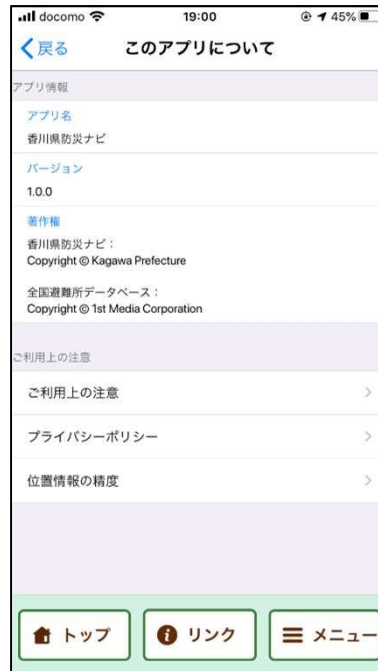 docomo 19:00 45%
戻る このアプリについて
アプリ情報
アプリ名
香川県防災ナビ
バージョン
1.0.0
著作権
香川県防災ナビ：
Copyright © Kagawa Prefecture
全国避難所データベース：
Copyright © 1st Media Corporation
ご利用上の注意
ご利用上の注意
プライバシーポリシー
位置情報の精度
トップ リンク メニュー